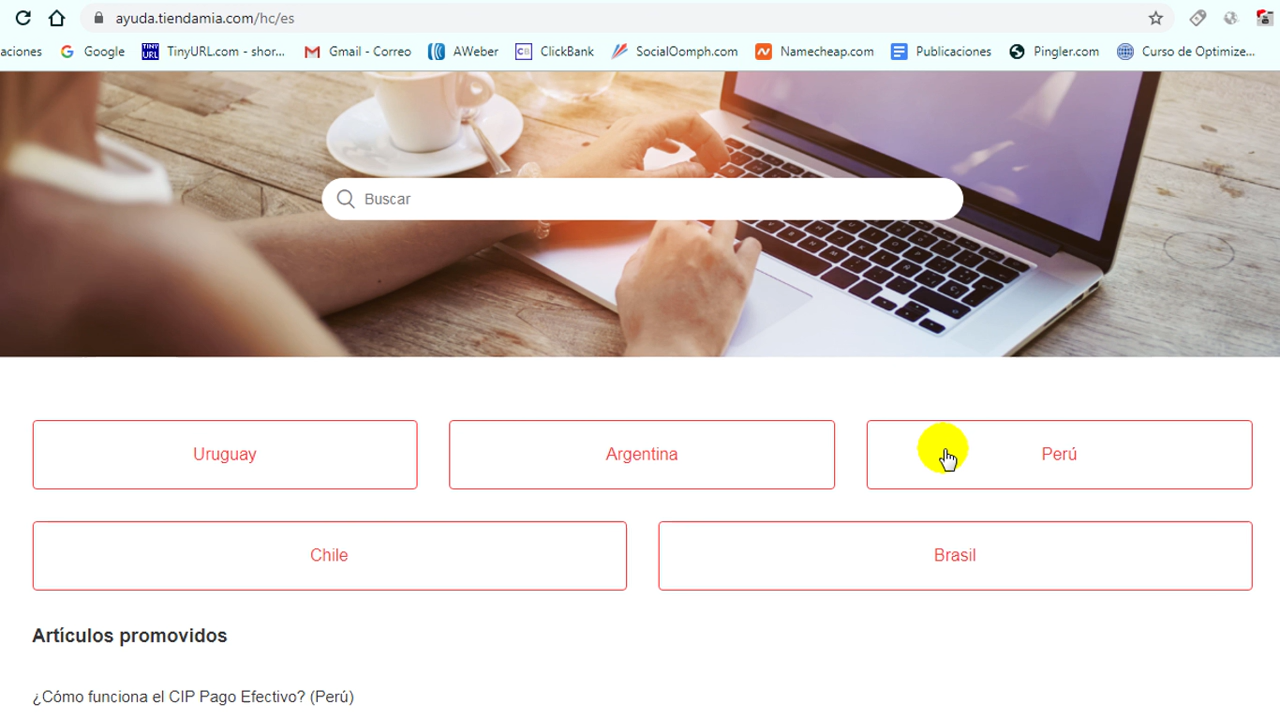 ayuda.tiendamia.com/hc/es
aciones Google TinyURL.com - shor... Gmail - Correo AWeber ClickBank SocialOomph.com Namecheap.com Publicaciones Pingler.com Curso de Optimize...
Buscar
Uruguay Argentina Perú
Chile Brasil
Artículos promovidos
¿Cómo funciona el CIP Pago Efectivo? (Perú)